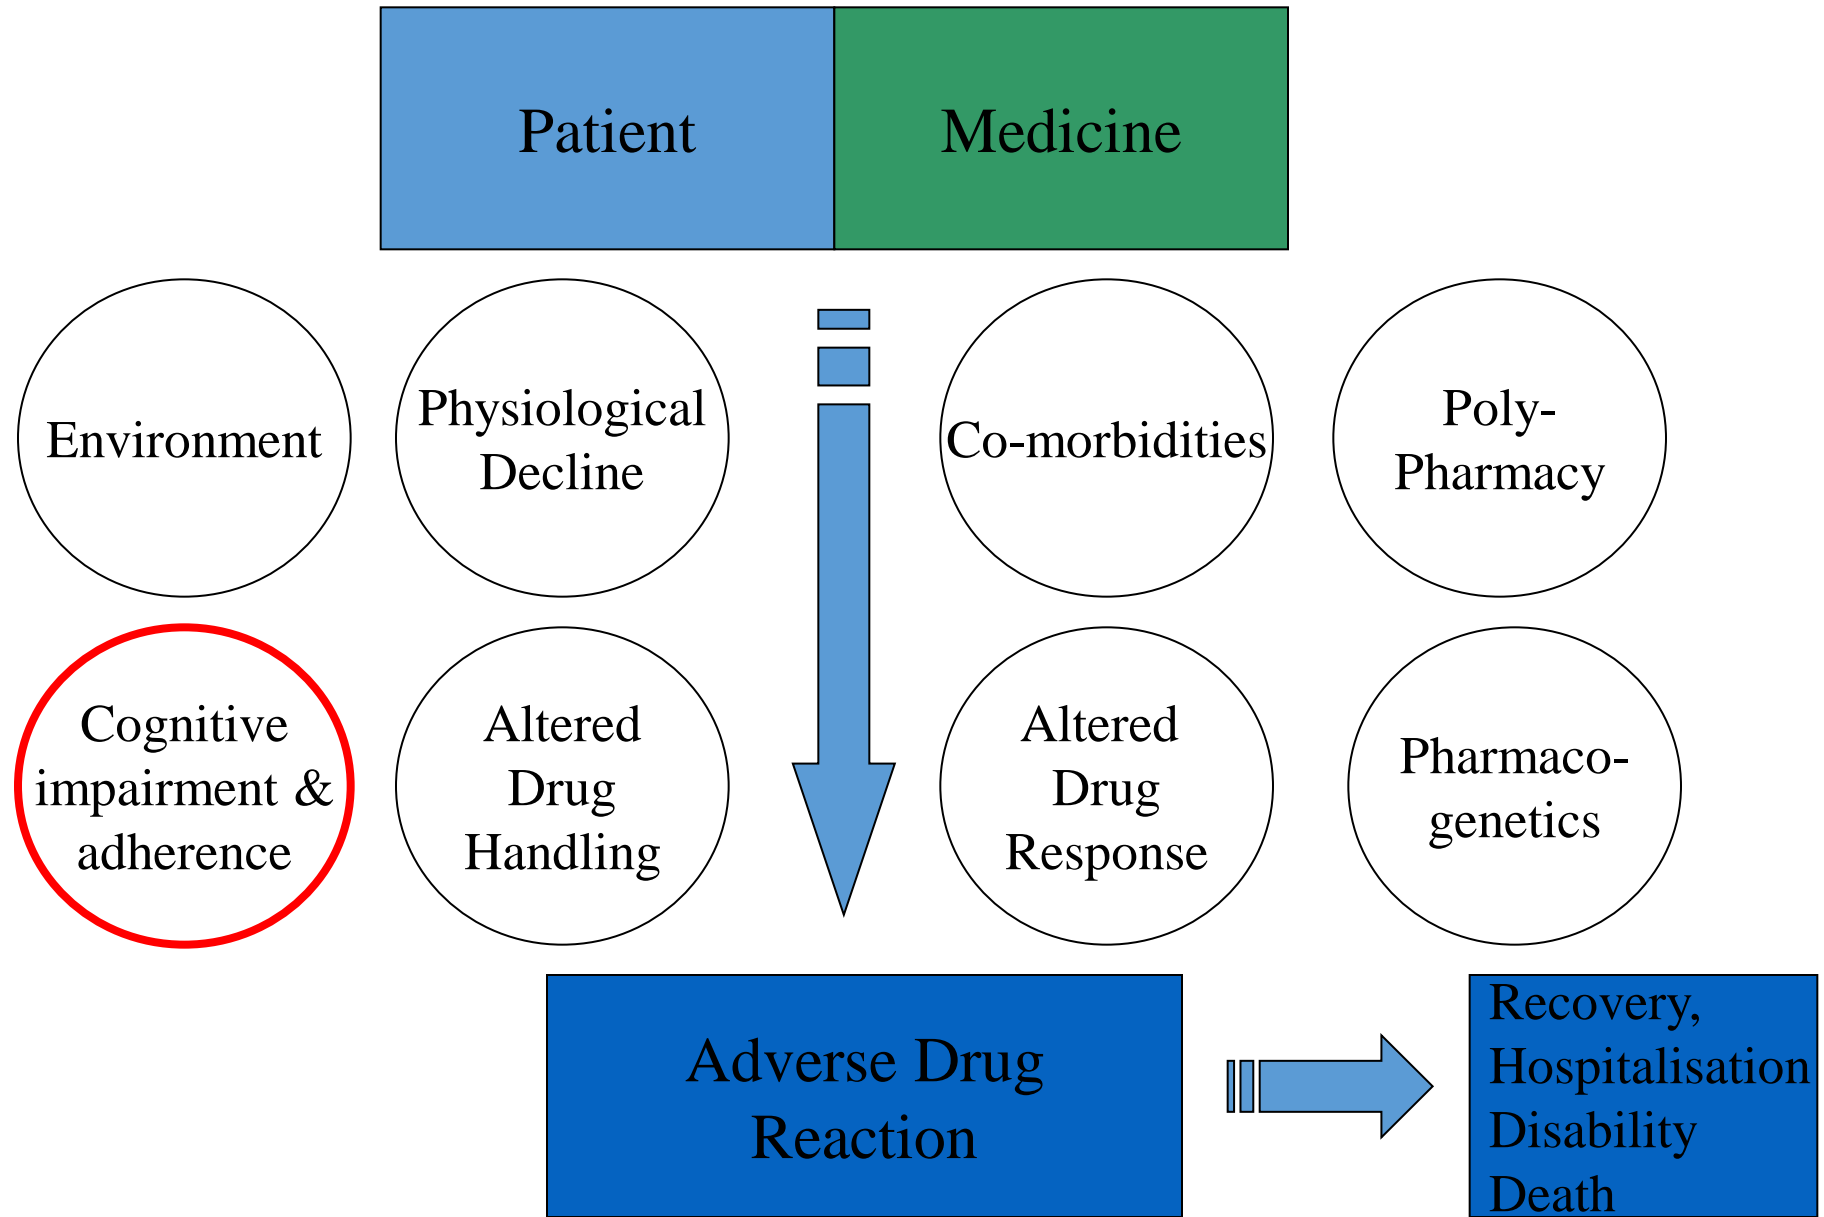 Patient
Medicine
Environment
Physiological
Decline
Co-morbidities
Poly-
Pharmacy
Cognitive
impairment &
adherence
Altered
Drug
Handling
Altered
Drug
Response
Pharmaco-
genetics
Adverse Drug
Reaction
Recovery,
Hospitalisation
Disability
Death